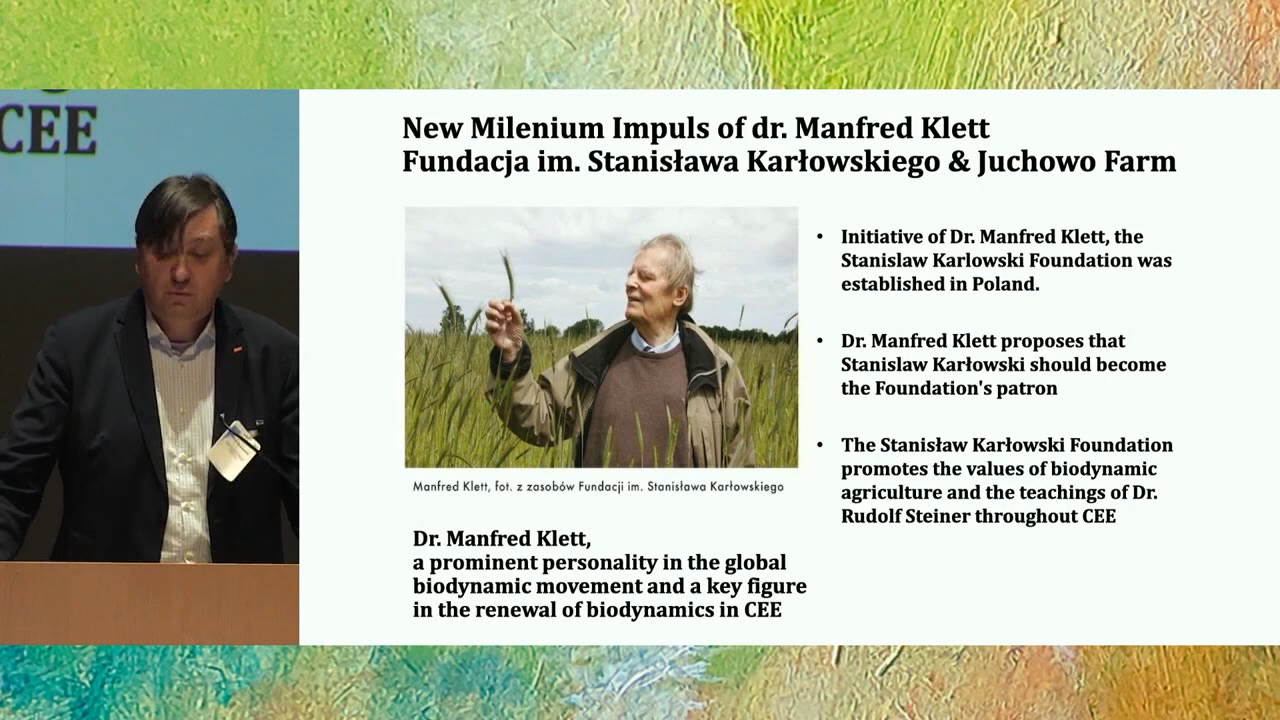 CEE
New Milenium Impuls of dr. Manfred Klett
Fundacja im. Stanisława Karłowskiego & Juchowo Farm
Manfred Klett, fot. z zasobów Fundacji im. Stanisława Karłowskiego
Dr. Manfred Klett,
a prominent personality in the global
biodynamic movement and a key figure
in the renewal of biodynamics in CEE
• Initiative of Dr. Manfred Klett, the
Stanislaw Karlowski Foundation was
established in Poland.
• Dr. Manfred Klett proposes that
Stanislaw Karłowski should become
the Foundation's patron
• The Stanisław Karłowski Foundation
promotes the values of biodynamic
agriculture and the teachings of Dr.
Rudolf Steiner throughout CEE